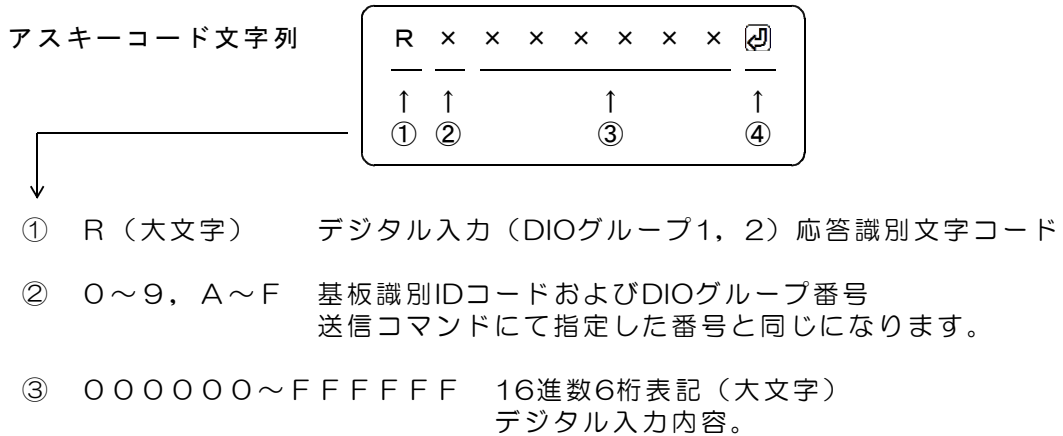 アスキーコード文字列
R × × × × × × × ↵
↑ ↑ ↑ ↑
① ② ③ ④
① R（大文字） デジタル入力（DIOグループ1，2）応答識別文字コード
② 0～9，A～F 基板識別IDコードおよびDIOグループ番号
送信コマンドにて指定した番号と同じになります。
③ 000000～FFFFFF 16進数6桁表記（大文字）
デジタル入力内容。